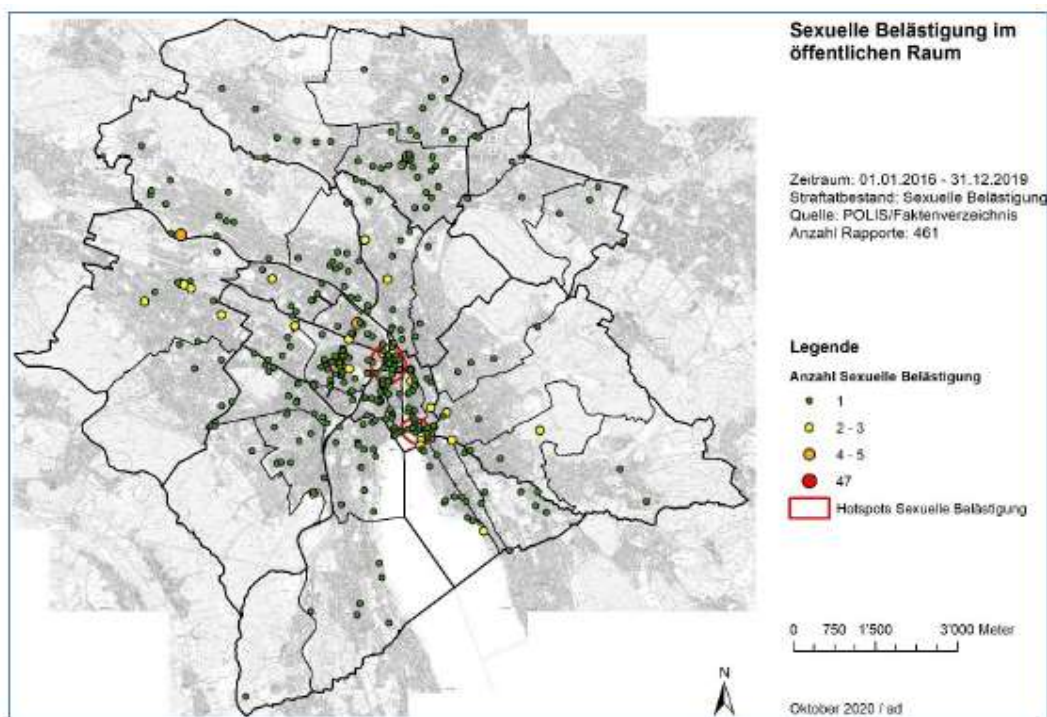 Sexuelle Belästigung im
öffentlichen Raum
Zeitraum: 01.01.2016 - 31.12.2019
Straftatbestand: Sexuelle Belästigung
Quelle: POLIS/Faktenverzeichnis
Anzahl Rapporte: 461
Legende
Anzahl Sexuelle Belästigung
1
2 - 3
4 - 5
47
Hotspots Sexuelle Belästigung
0 750 1'500 3'000 Meter
N
Oktober 2020 / ad